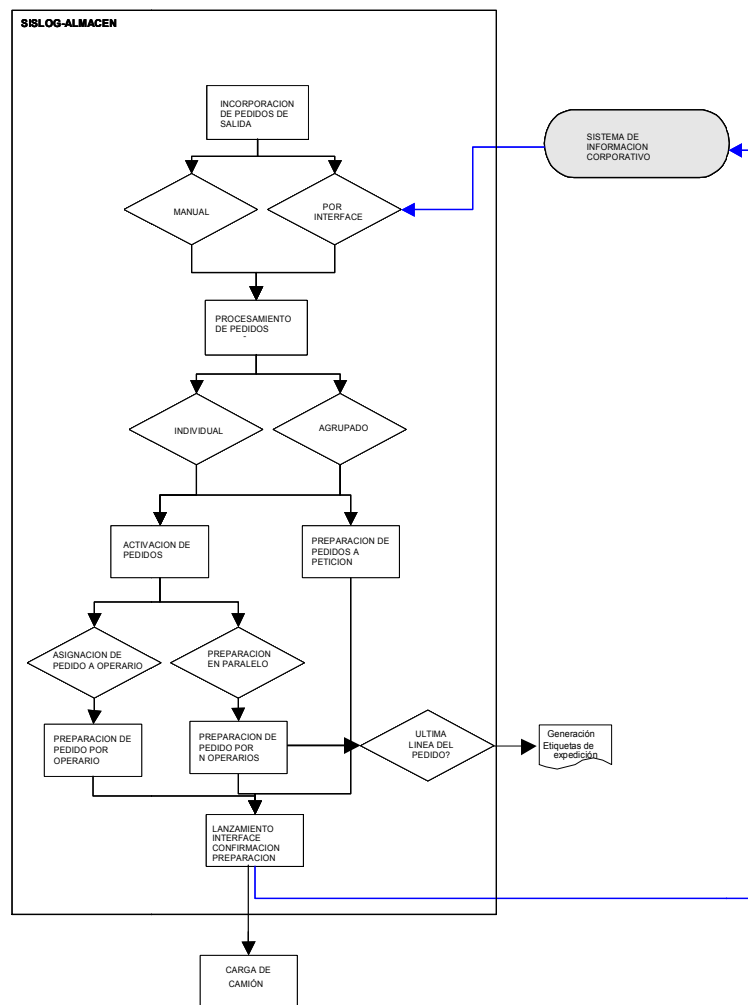 SISLOG-ALMACEN
INCORPORACION
DE PEDIDOS DE
SALIDA
SISTEMA DE
INFORMACION
CORPORATIVO
MANUAL
POR
INTERFACE
PROCESAMIENTO
DE PEDIDOS
-
INDIVIDUAL
AGRUPADO
ACTIVACION DE
PEDIDOS
PREPARACION DE
PEDIDOS A
PETICION
ASIGNACION DE
PEDIDO A OPERARIO
PREPARACION
EN PARALELO
PREPARACION DE
PEDIDO POR
OPERARIO
PREPARACION DE
PEDIDO POR
N OPERARIOS
ULTIMA
LINEA DEL
PEDIDO?
Generación
Etiquetas de
expedición
LANZAMIENTO
INTERFACE
CONFIRMACION
PREPARACION
CARGA DE
CAMIÓN